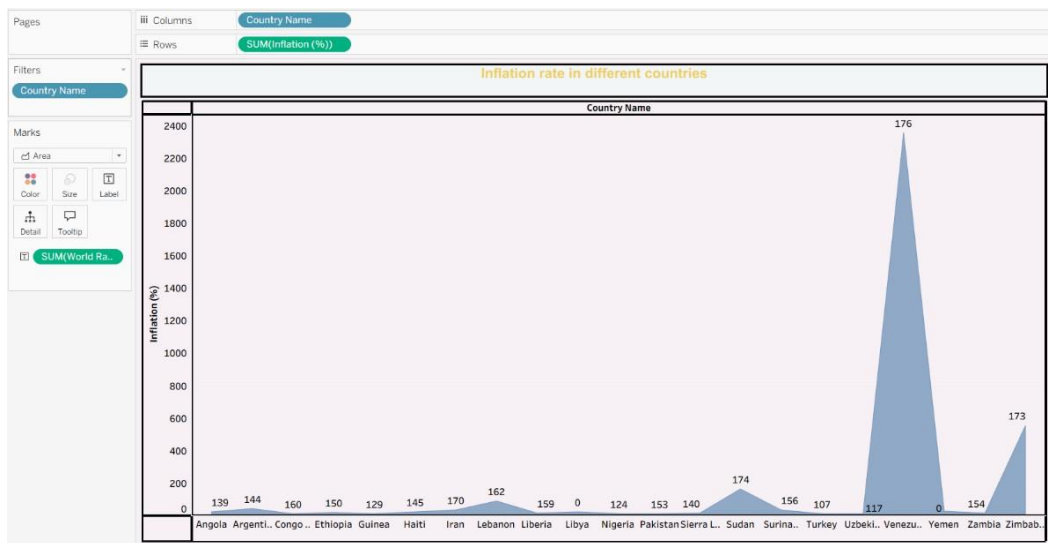 Pages
iii Columns
Country Name
Rows
SUM(Inflation (%))
Filters
Country Name
Marks
Area
Color
Size
Label
Detail
Tooltip
SUM(World Ra..
Inflation rate in different countries
Country Name
Inflation (%)
2400
2200
2000
1800
1600
1400
1200
1000
800
600
400
200
0
139 144 160 150 129 145 170 162 159 0 124 153 140 174 156 107 117 176 0 154 173
Angola Argenti.. Congo .. Ethiopia Guinea Haiti Iran Lebanon Liberia Libya Nigeria Pakistan Sierra L.. Sudan Surina.. Turkey Uzbeki.. Venezu.. Yemen Zambia Zimbab..